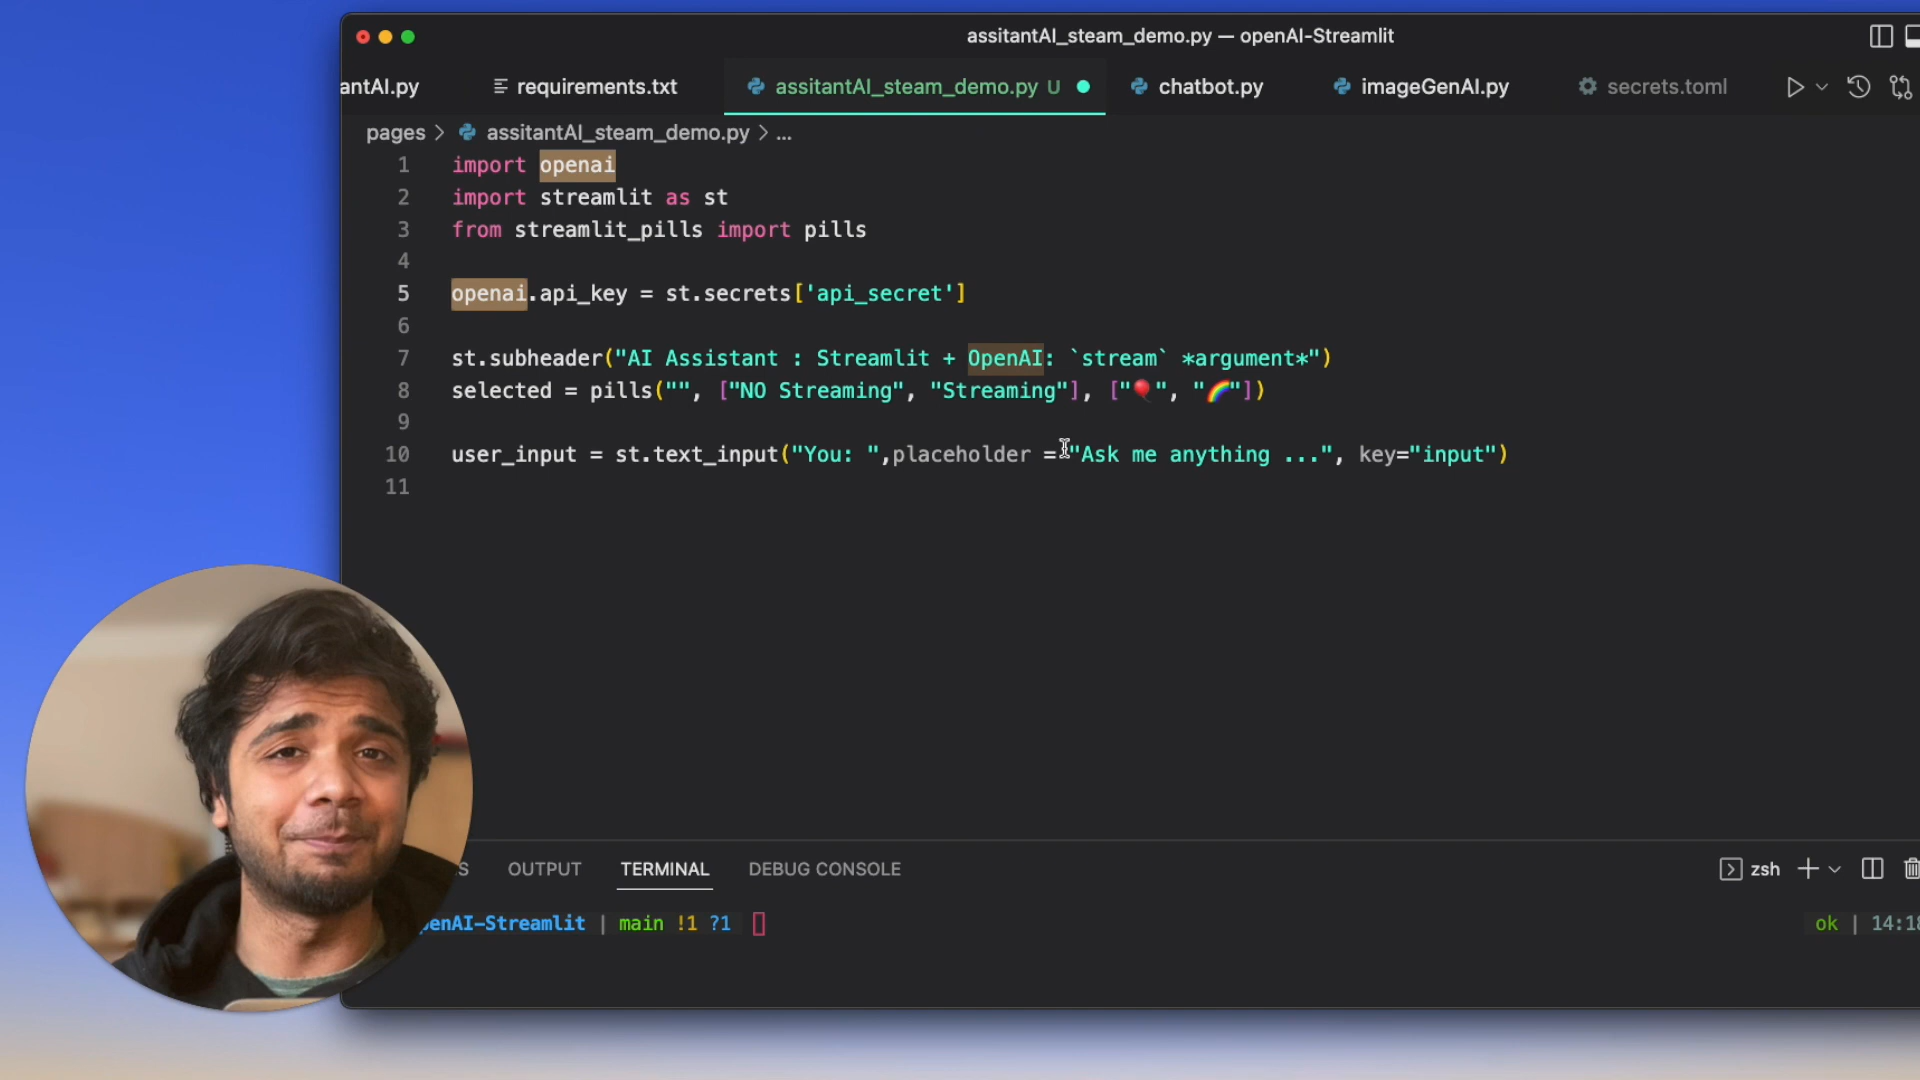 assitantAI_steam_demo.py — openAI-Streamlit
antAI.py requirements.txt assitantAI_steam_demo.py U chatbot.py imageGenAI.py secrets.toml
pages > assitantAI_steam_demo.py > ...
1 import openai
2 import streamlit as st
3 from streamlit_pills import pills
4
5 openai.api_key = st.secrets['api_secret']
6
7 st.subheader("AI Assistant : Streamlit + OpenAI: `stream` *argument*")
8 selected = pills("", ["NO Streaming", "Streaming"], ["🎈", "🌈"])
9
10 user_input = st.text_input("You: ",placeholder = "Ask me anything ...", key="input")
11
S OUTPUT TERMINAL DEBUG CONSOLE zsh
penAI-Streamlit | main !1 ?1 ok | 14:18